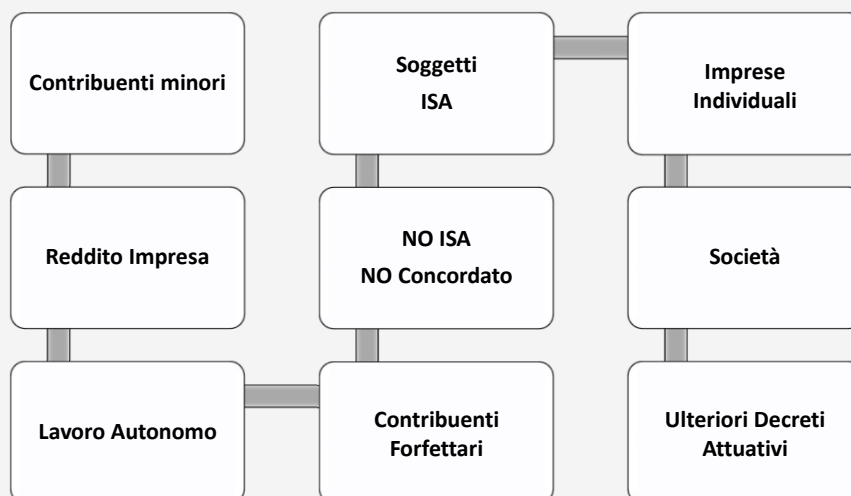 Contribuenti minori
Reddito Impresa
Lavoro Autonomo
Contribuenti
Forfettari
NO ISA
NO Concordato
Soggetti
ISA
Imprese
Individuali
Società
Ulteriori Decreti
Attuativi